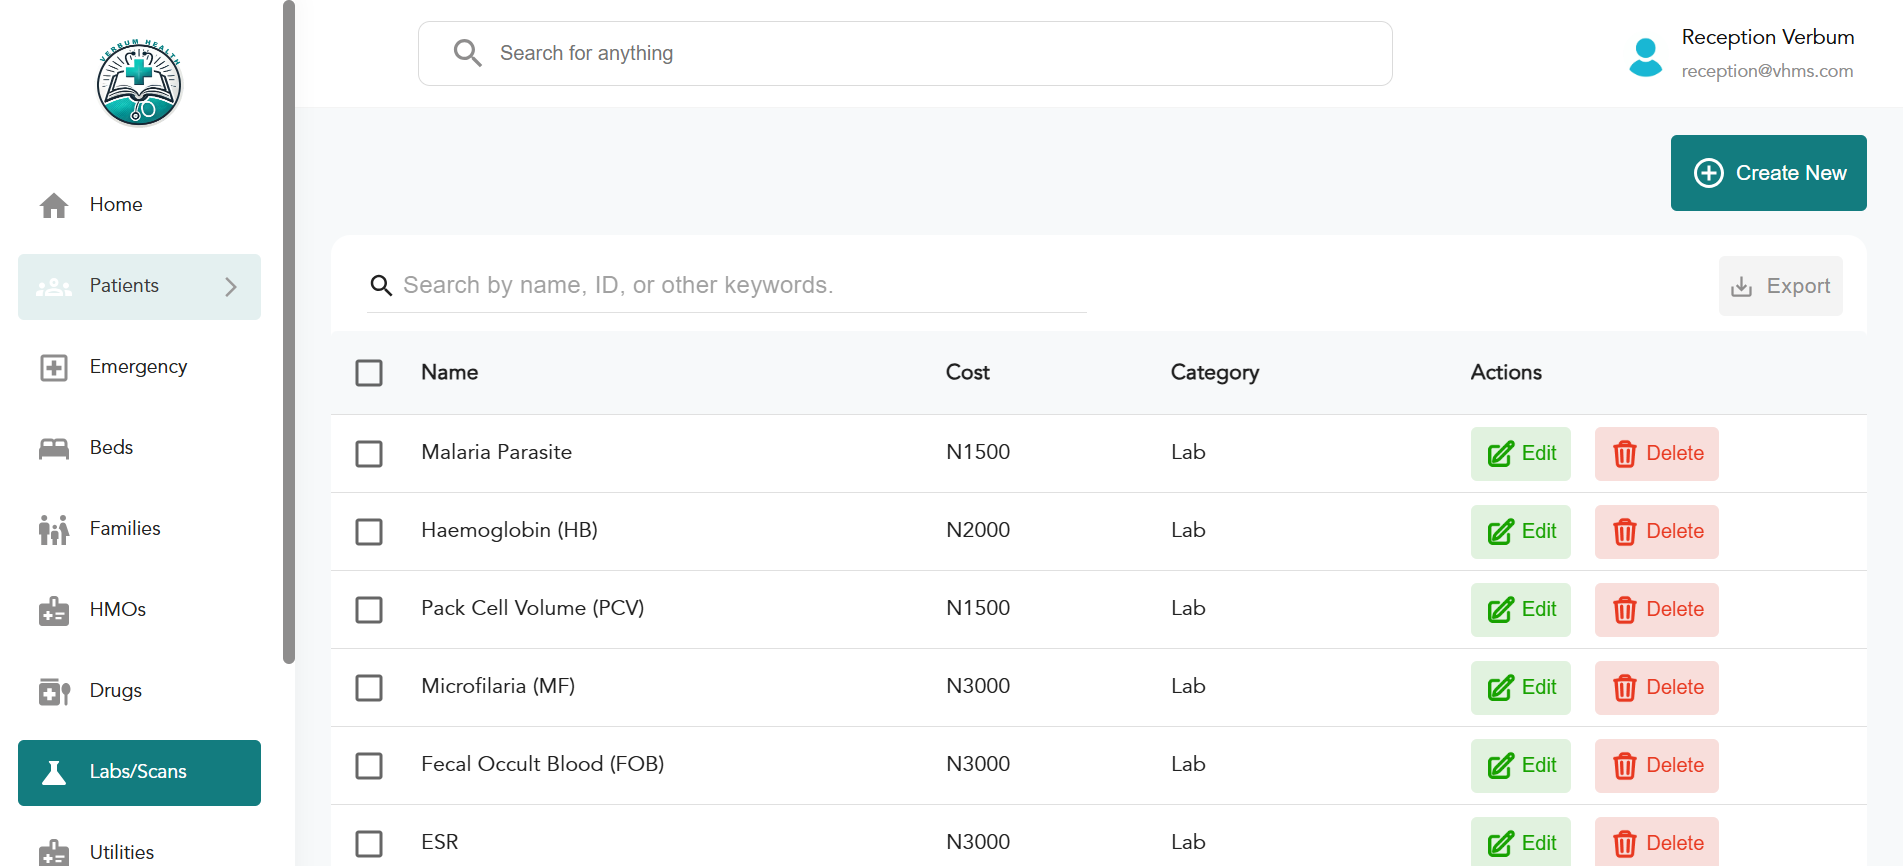 VERBUM HEALTH
Search for anything
Reception Verbum
reception@vhms.com
Home
Patients
Emergency
Beds
Families
HMOs
Drugs
Labs/Scans
Utilities
Create New
Search by name, ID, or other keywords.
Export
Name Cost Category Actions
Malaria Parasite N1500 Lab Edit Delete
Haemoglobin (HB) N2000 Lab Edit Delete
Pack Cell Volume (PCV) N1500 Lab Edit Delete
Microfilaria (MF) N3000 Lab Edit Delete
Fecal Occult Blood (FOB) N3000 Lab Edit Delete
ESR N3000 Lab Edit Delete